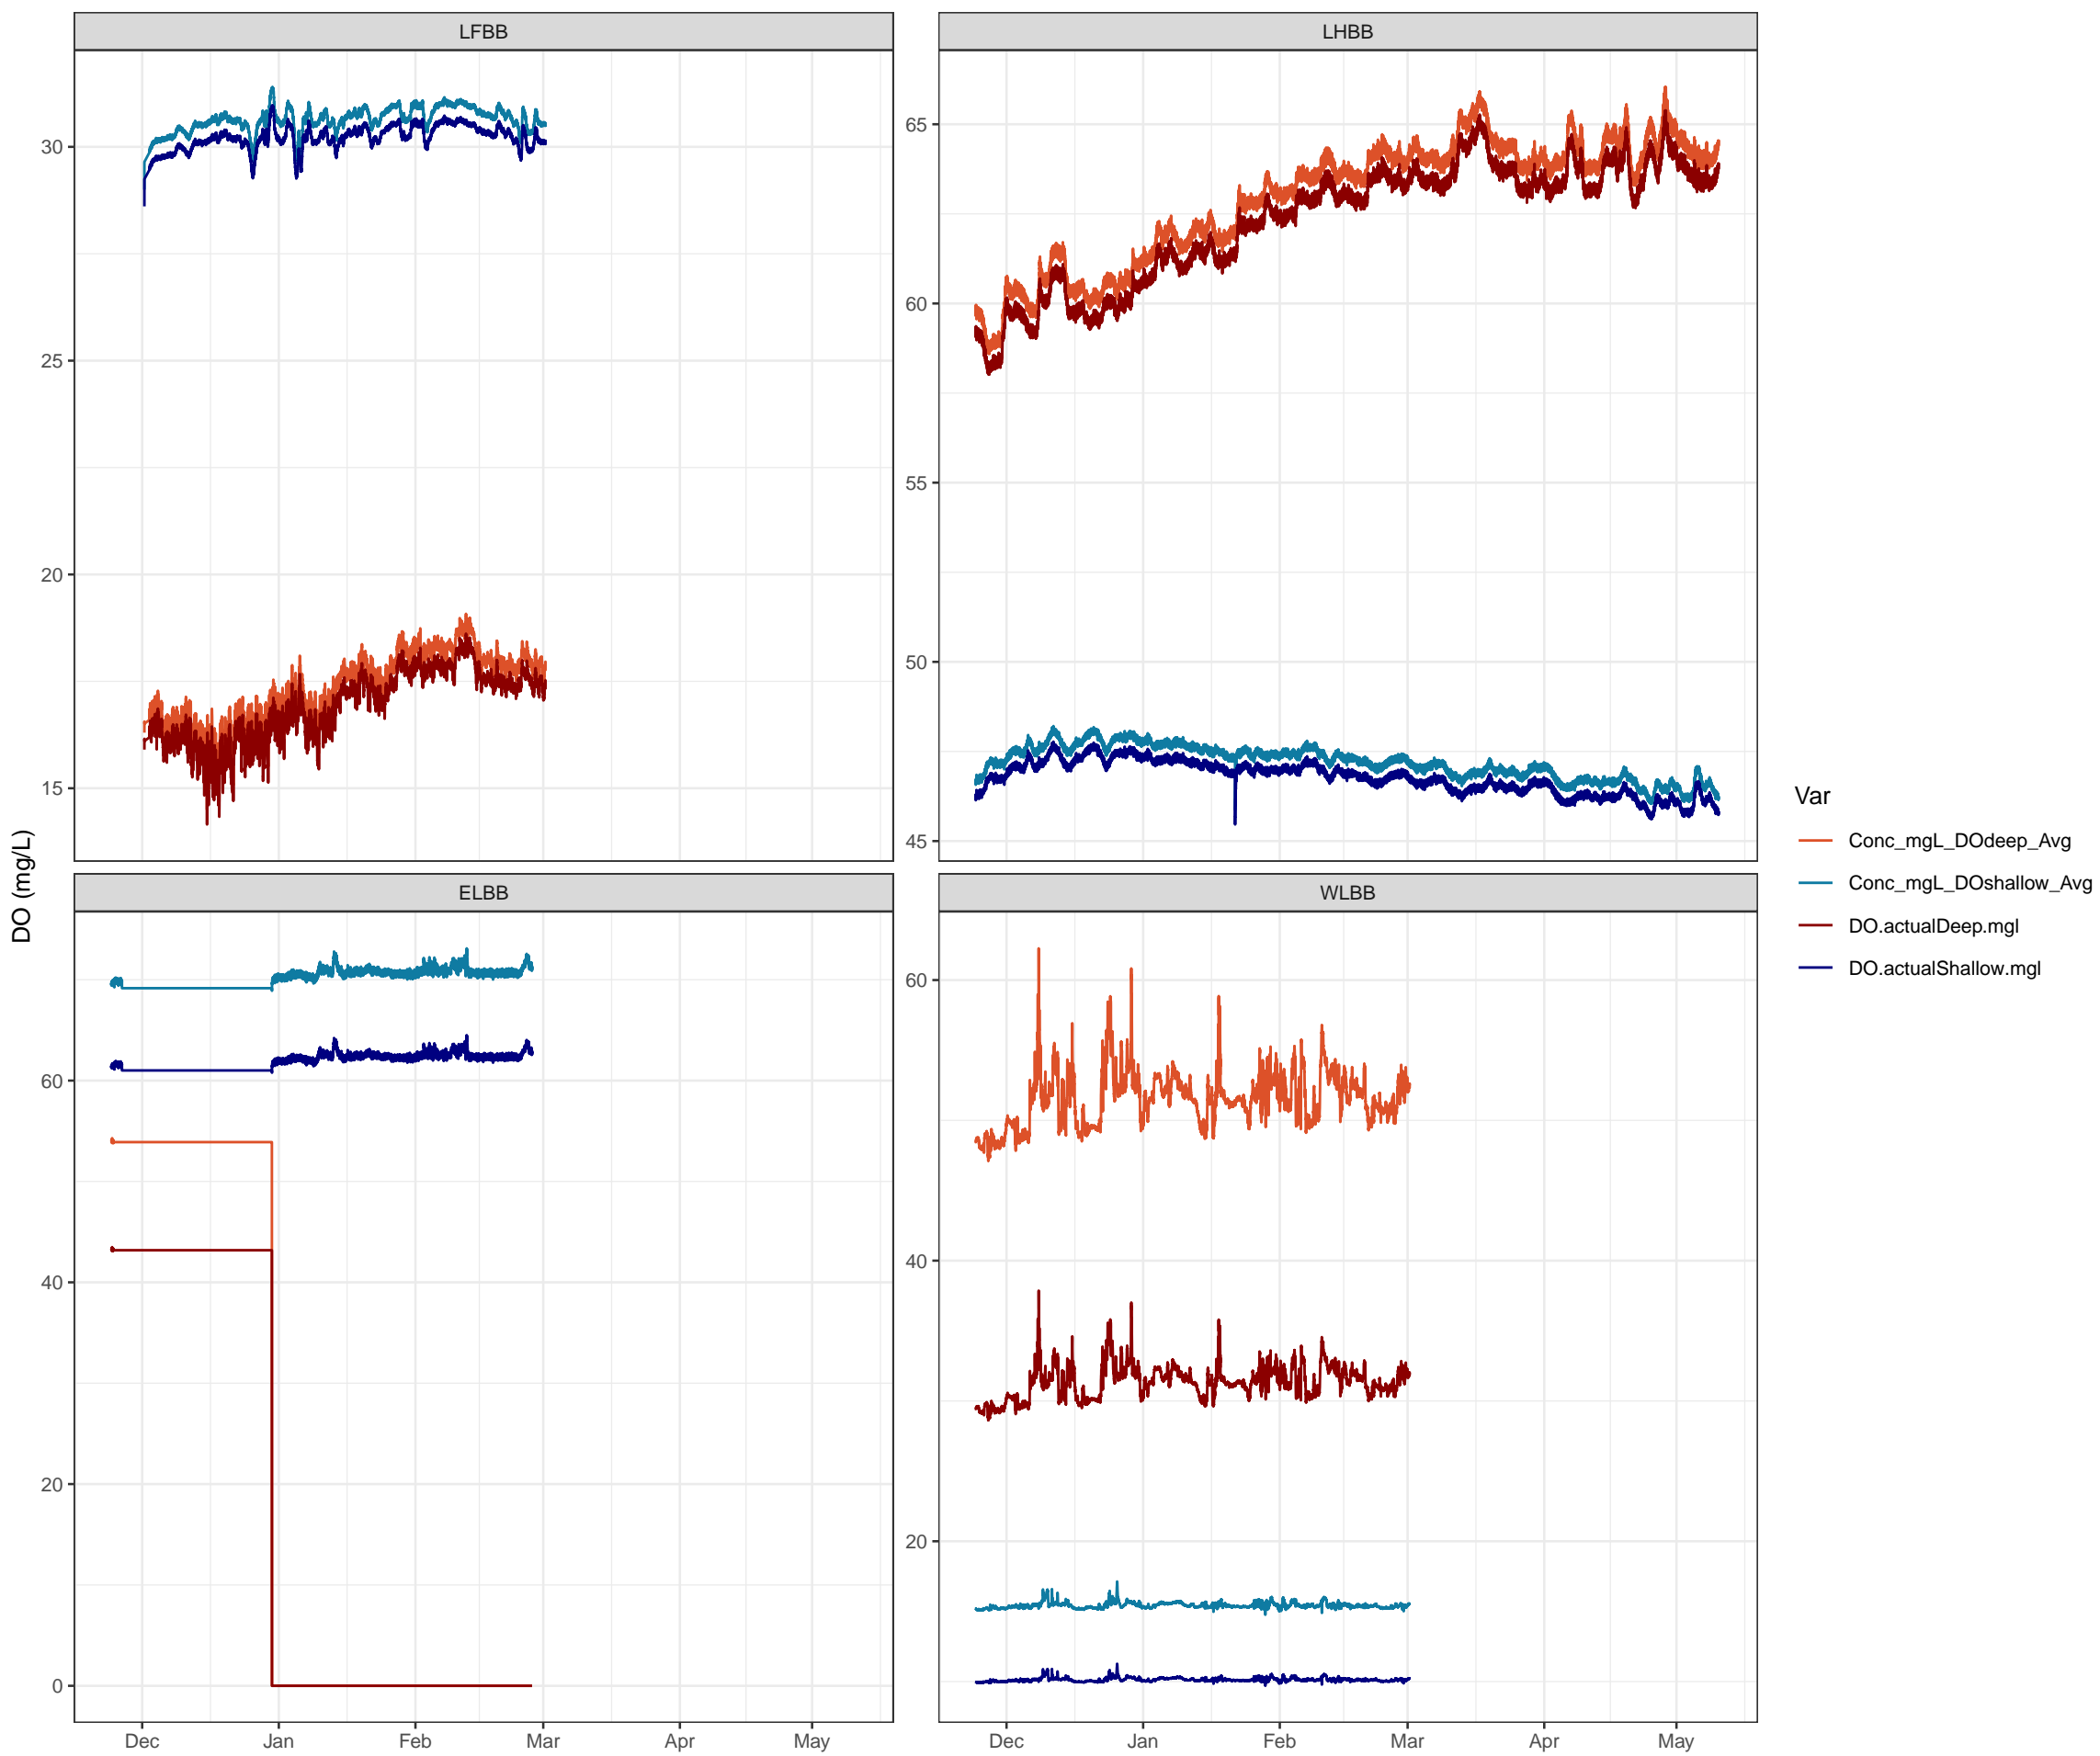 LFBB
LHBB
30
25
20
15
65
60
55
50
45
DO (mg/L)
ELBB
WLBB
60
40
20
0
60
40
20
Dec Jan Feb Mar Apr May
Dec Jan Feb Mar Apr May
Var
Conc_mgL_DOdeep_Avg
Conc_mgL_DOshallow_Avg
DO.actualDeep.mgl
DO.actualShallow.mgl